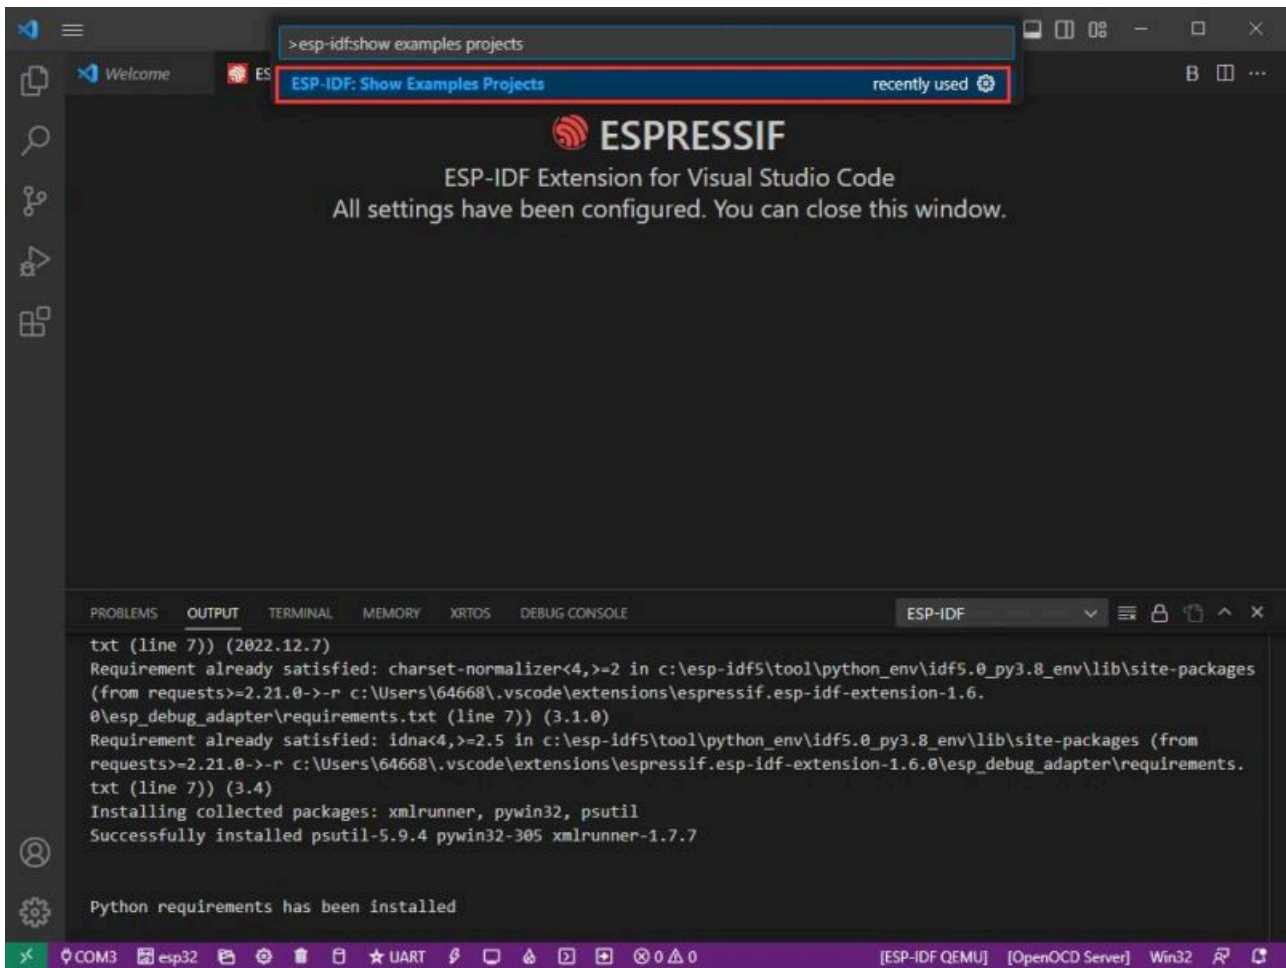 >esp-idf:show examples projects
Welcome
ES
ESP-IDF: Show Examples Projects
recently used
ESPRESSIF
ESP-IDF Extension for Visual Studio Code
All settings have been configured. You can close this window.
PROBLEMS OUTPUT TERMINAL MEMORY XRTOS DEBUG CONSOLE ESP-IDF
txt (line 7)) (2022.12.7)
Requirement already satisfied: charset-normalizer<4,>=2 in c:\esp-idf5\tool\python_env\idf5.0_py3.8_env\lib\site-packages
(from requests>=2.21.0->-r c:\Users\64668\.vscode\extensions\espressif.esp-idf-extension-1.6.
0\esp_debug_adapter\requirements.txt (line 7)) (3.1.0)
Requirement already satisfied: idna<4,>=2.5 in c:\esp-idf5\tool\python_env\idf5.0_py3.8_env\lib\site-packages (from
requests>=2.21.0->-r c:\Users\64668\.vscode\extensions\espressif.esp-idf-extension-1.6.0\esp_debug_adapter\requirements.
txt (line 7)) (3.4)
Installing collected packages: xmlrunner, pywin32, psutil
Successfully installed psutil-5.9.4 pywin32-305 xmlrunner-1.7.7
Python requirements has been installed
COM3 esp32 UART 0 0 [ESP-IDF QEMU] [OpenOCD Server] Win32